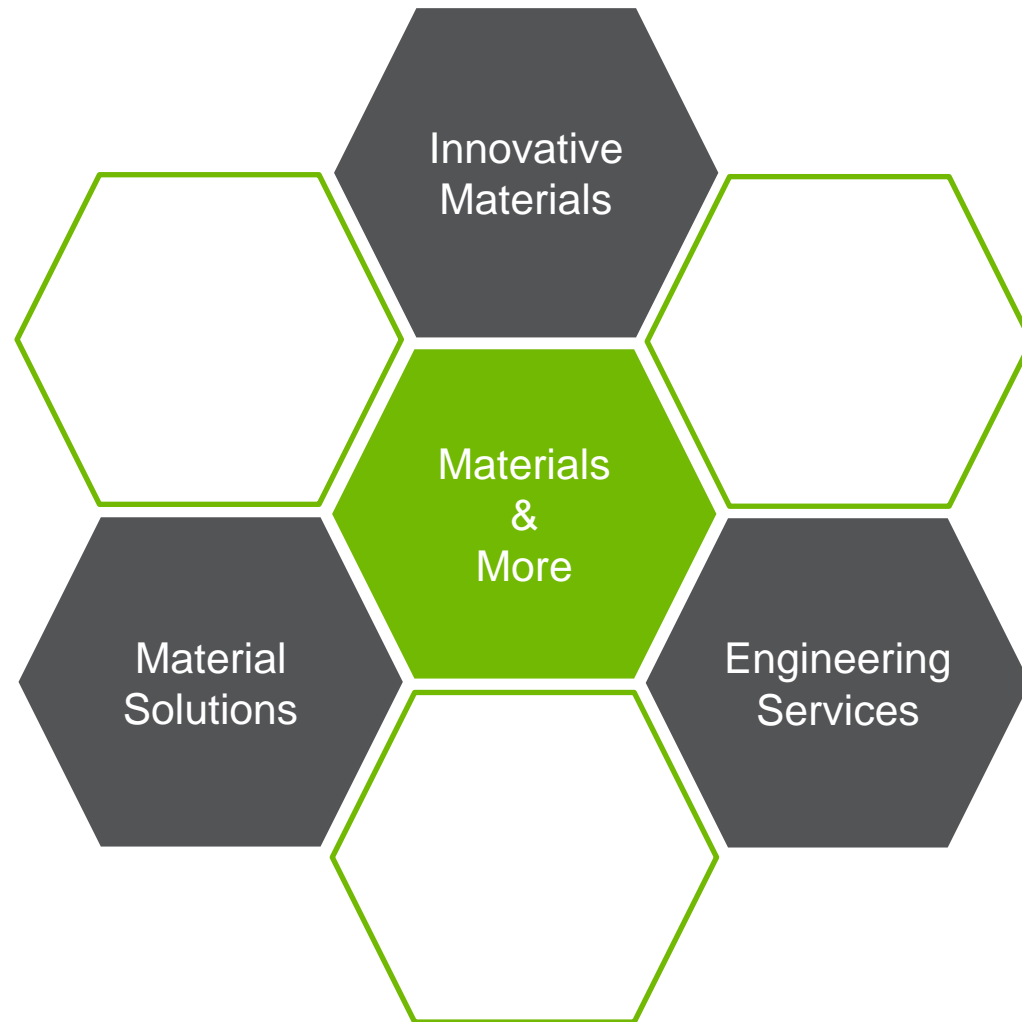 Innovative
Materials
Materials
&
More
Material
Solutions
Engineering
Services